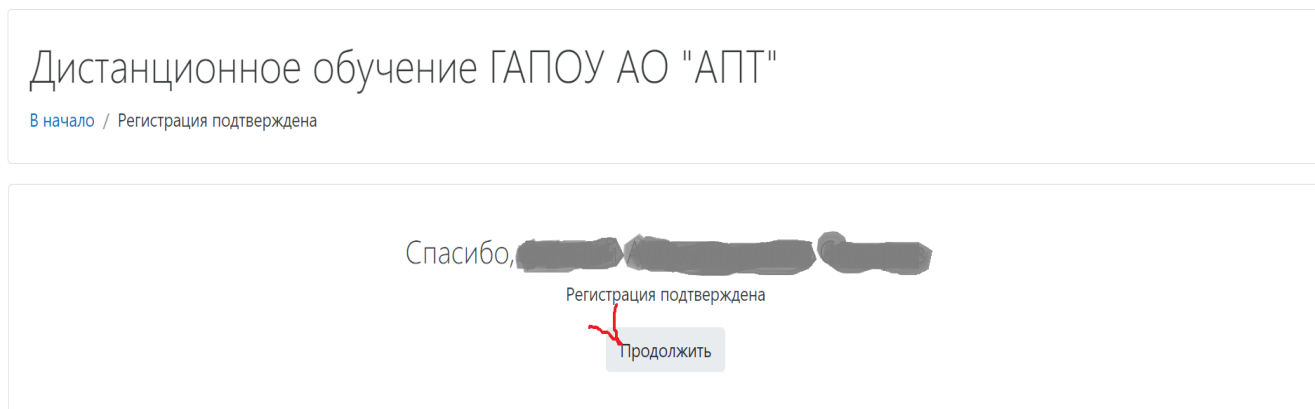 Дистанционное обучение ГАПОУ АО "АПТ"
В начало / Регистрация подтверждена
Спасибо,
Регистрация подтверждена
Продолжить